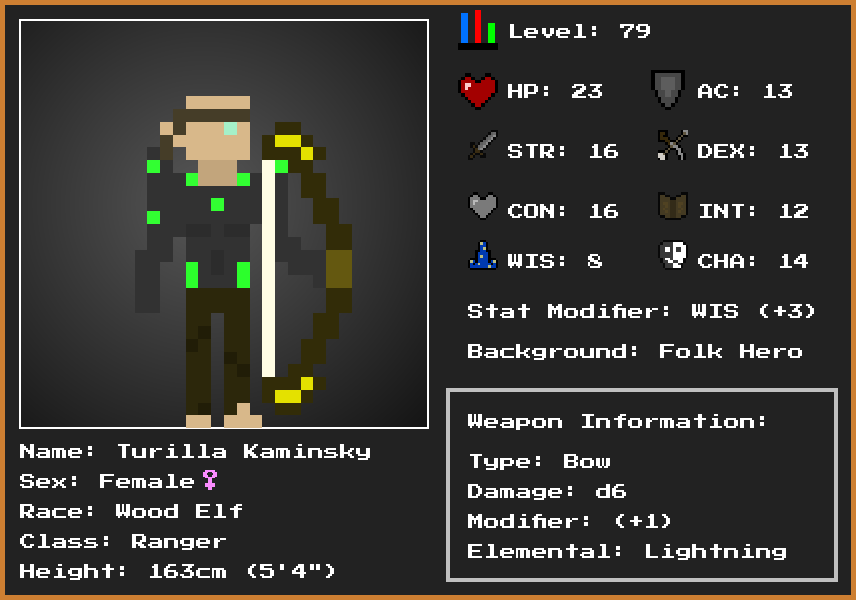 Level: 79
HP: 23 AC: 13
STR: 16 DEX: 13
CON: 16 INT: 12
WIS: 8 CHA: 14
Stat Modifier: WIS (+3)
Background: Folk Hero
Weapon Information:
Type: Bow
Damage: d6
Modifier: (+1)
Elemental: Lightning
Name: Turilla Kaminsky
Sex: Female♀
Race: Wood Elf
Class: Ranger
Height: 163cm (5'4")